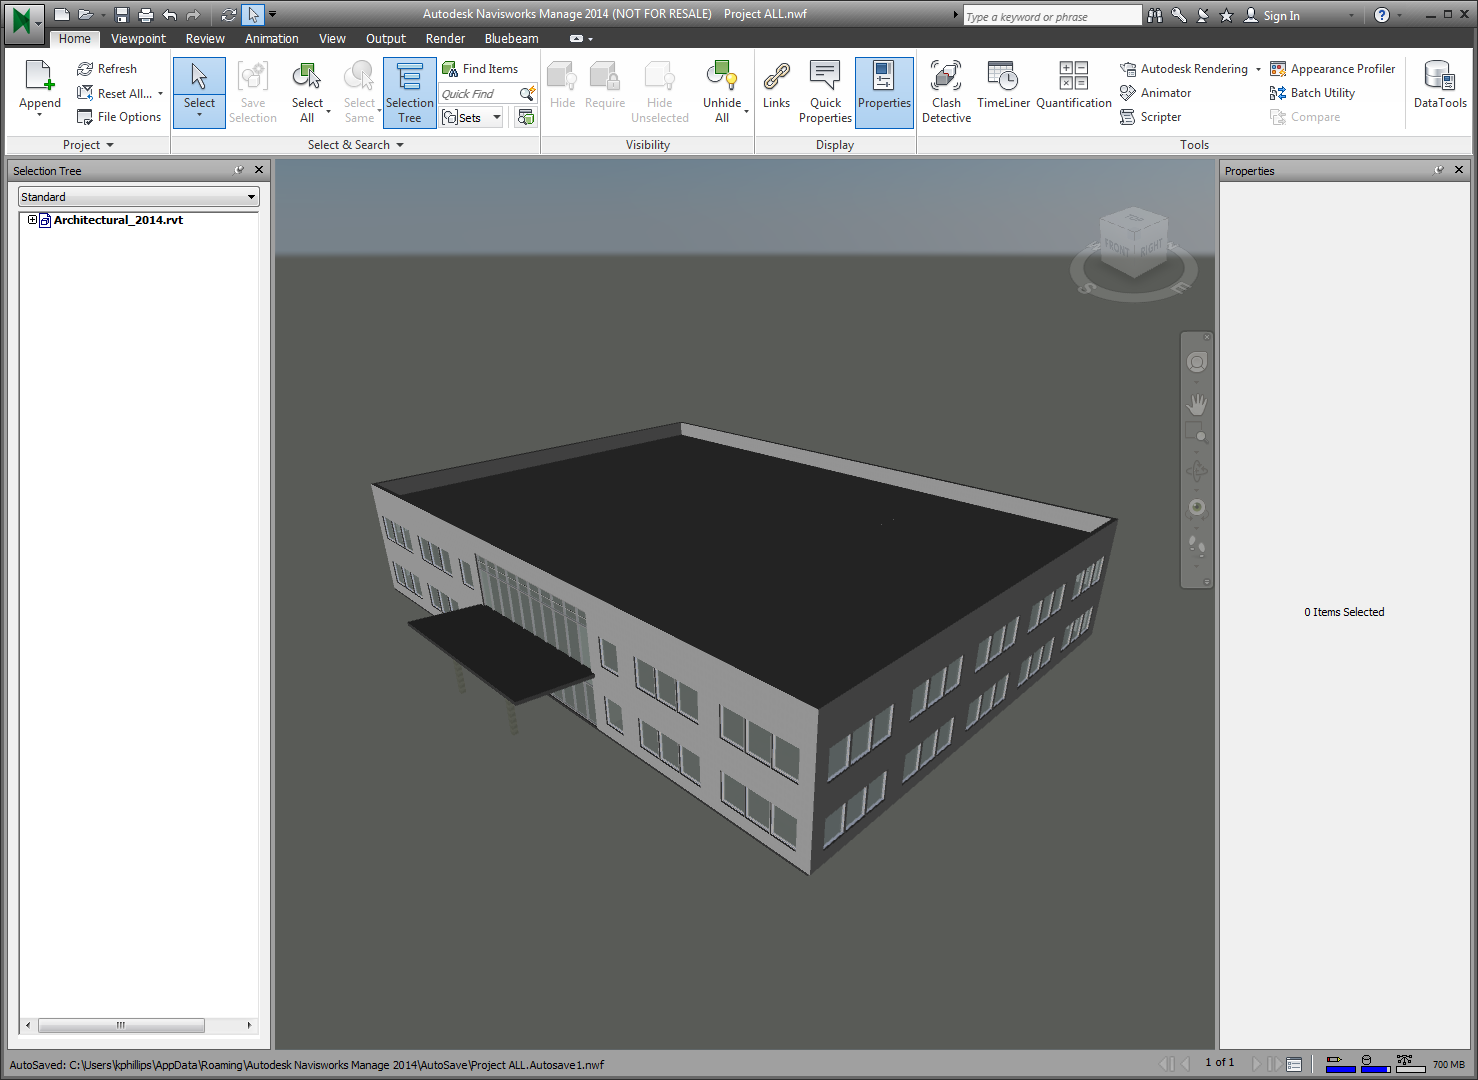 Autodesk Navisworks Manage 2014 (NOT FOR RESALE) Project ALL.nwf
Type a keyword or phrase
Sign In
Home Viewpoint Review Animation View Output Render Bluebeam
Append
Refresh
Reset All...
File Options
Project
Select
Save Selection
Select All
Select Same
Selection Tree
Find Items
Quick Find
Sets
Select & Search
Hide
Require
Hide Unselected
Unhide All
Visibility
Links
Quick Properties
Properties
Display
Clash Detective
TimeLiner
Quantification
Autodesk Rendering
Animator
Scripter
Appearance Profiler
Batch Utility
Compare
Tools
DataTools
Selection Tree
Standard
Architectural_2014.rvt
TOP
FRONT
RIGHT
S
E
Properties
0 Items Selected
AutoSaved: C:\Users\kphillips\AppData\Roaming\Autodesk Navisworks Manage 2014\AutoSave\Project ALL.Autosave1.nwf
1 of 1
700 MB